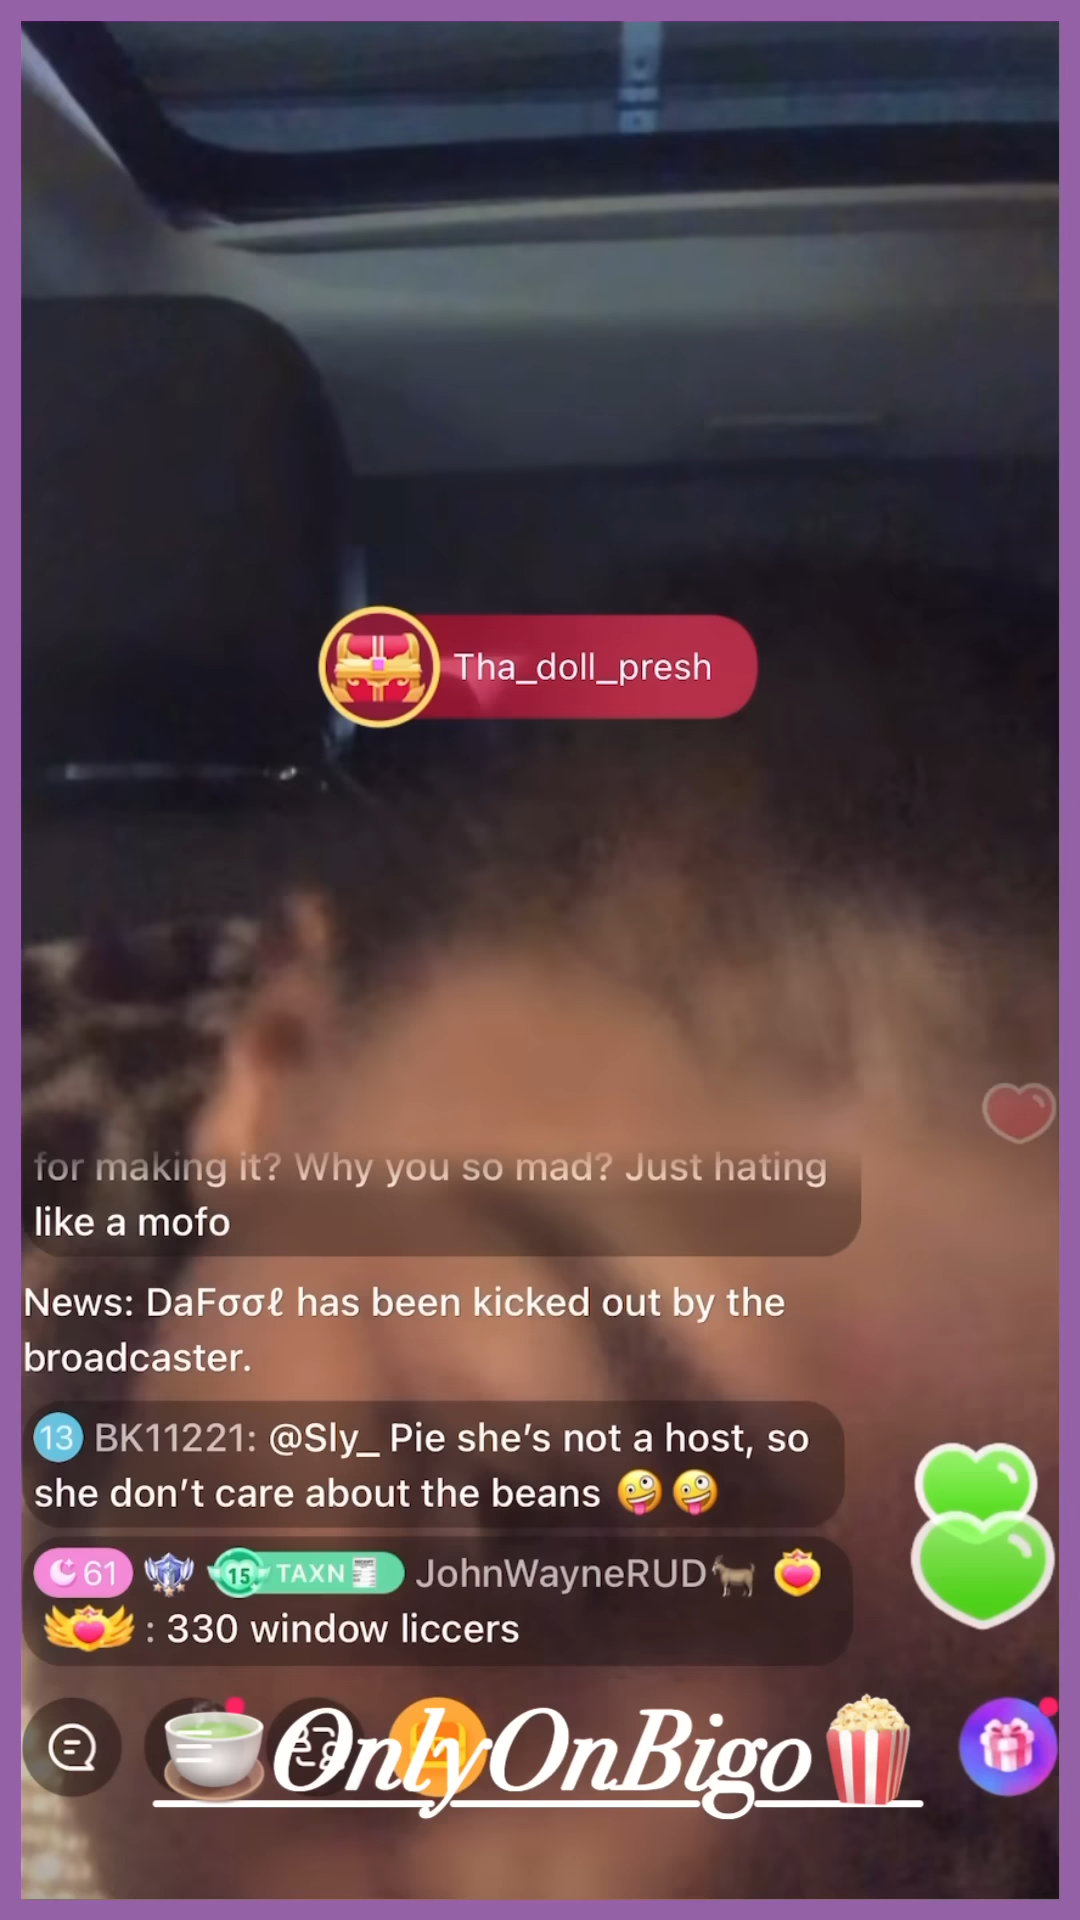 Tha_doll_presh
for making it? Why you so mad? Just hating
like a mofo
News: DaFσσℓ has been kicked out by the
broadcaster.
13 BK11221: @Sly_ Pie she’s not a host, so
she don’t care about the beans 🤪🤪
61 15 TAXN🧾 JohnWayneRUD🐐
: 330 window liccers
🍵OnlyOnBigo🍿